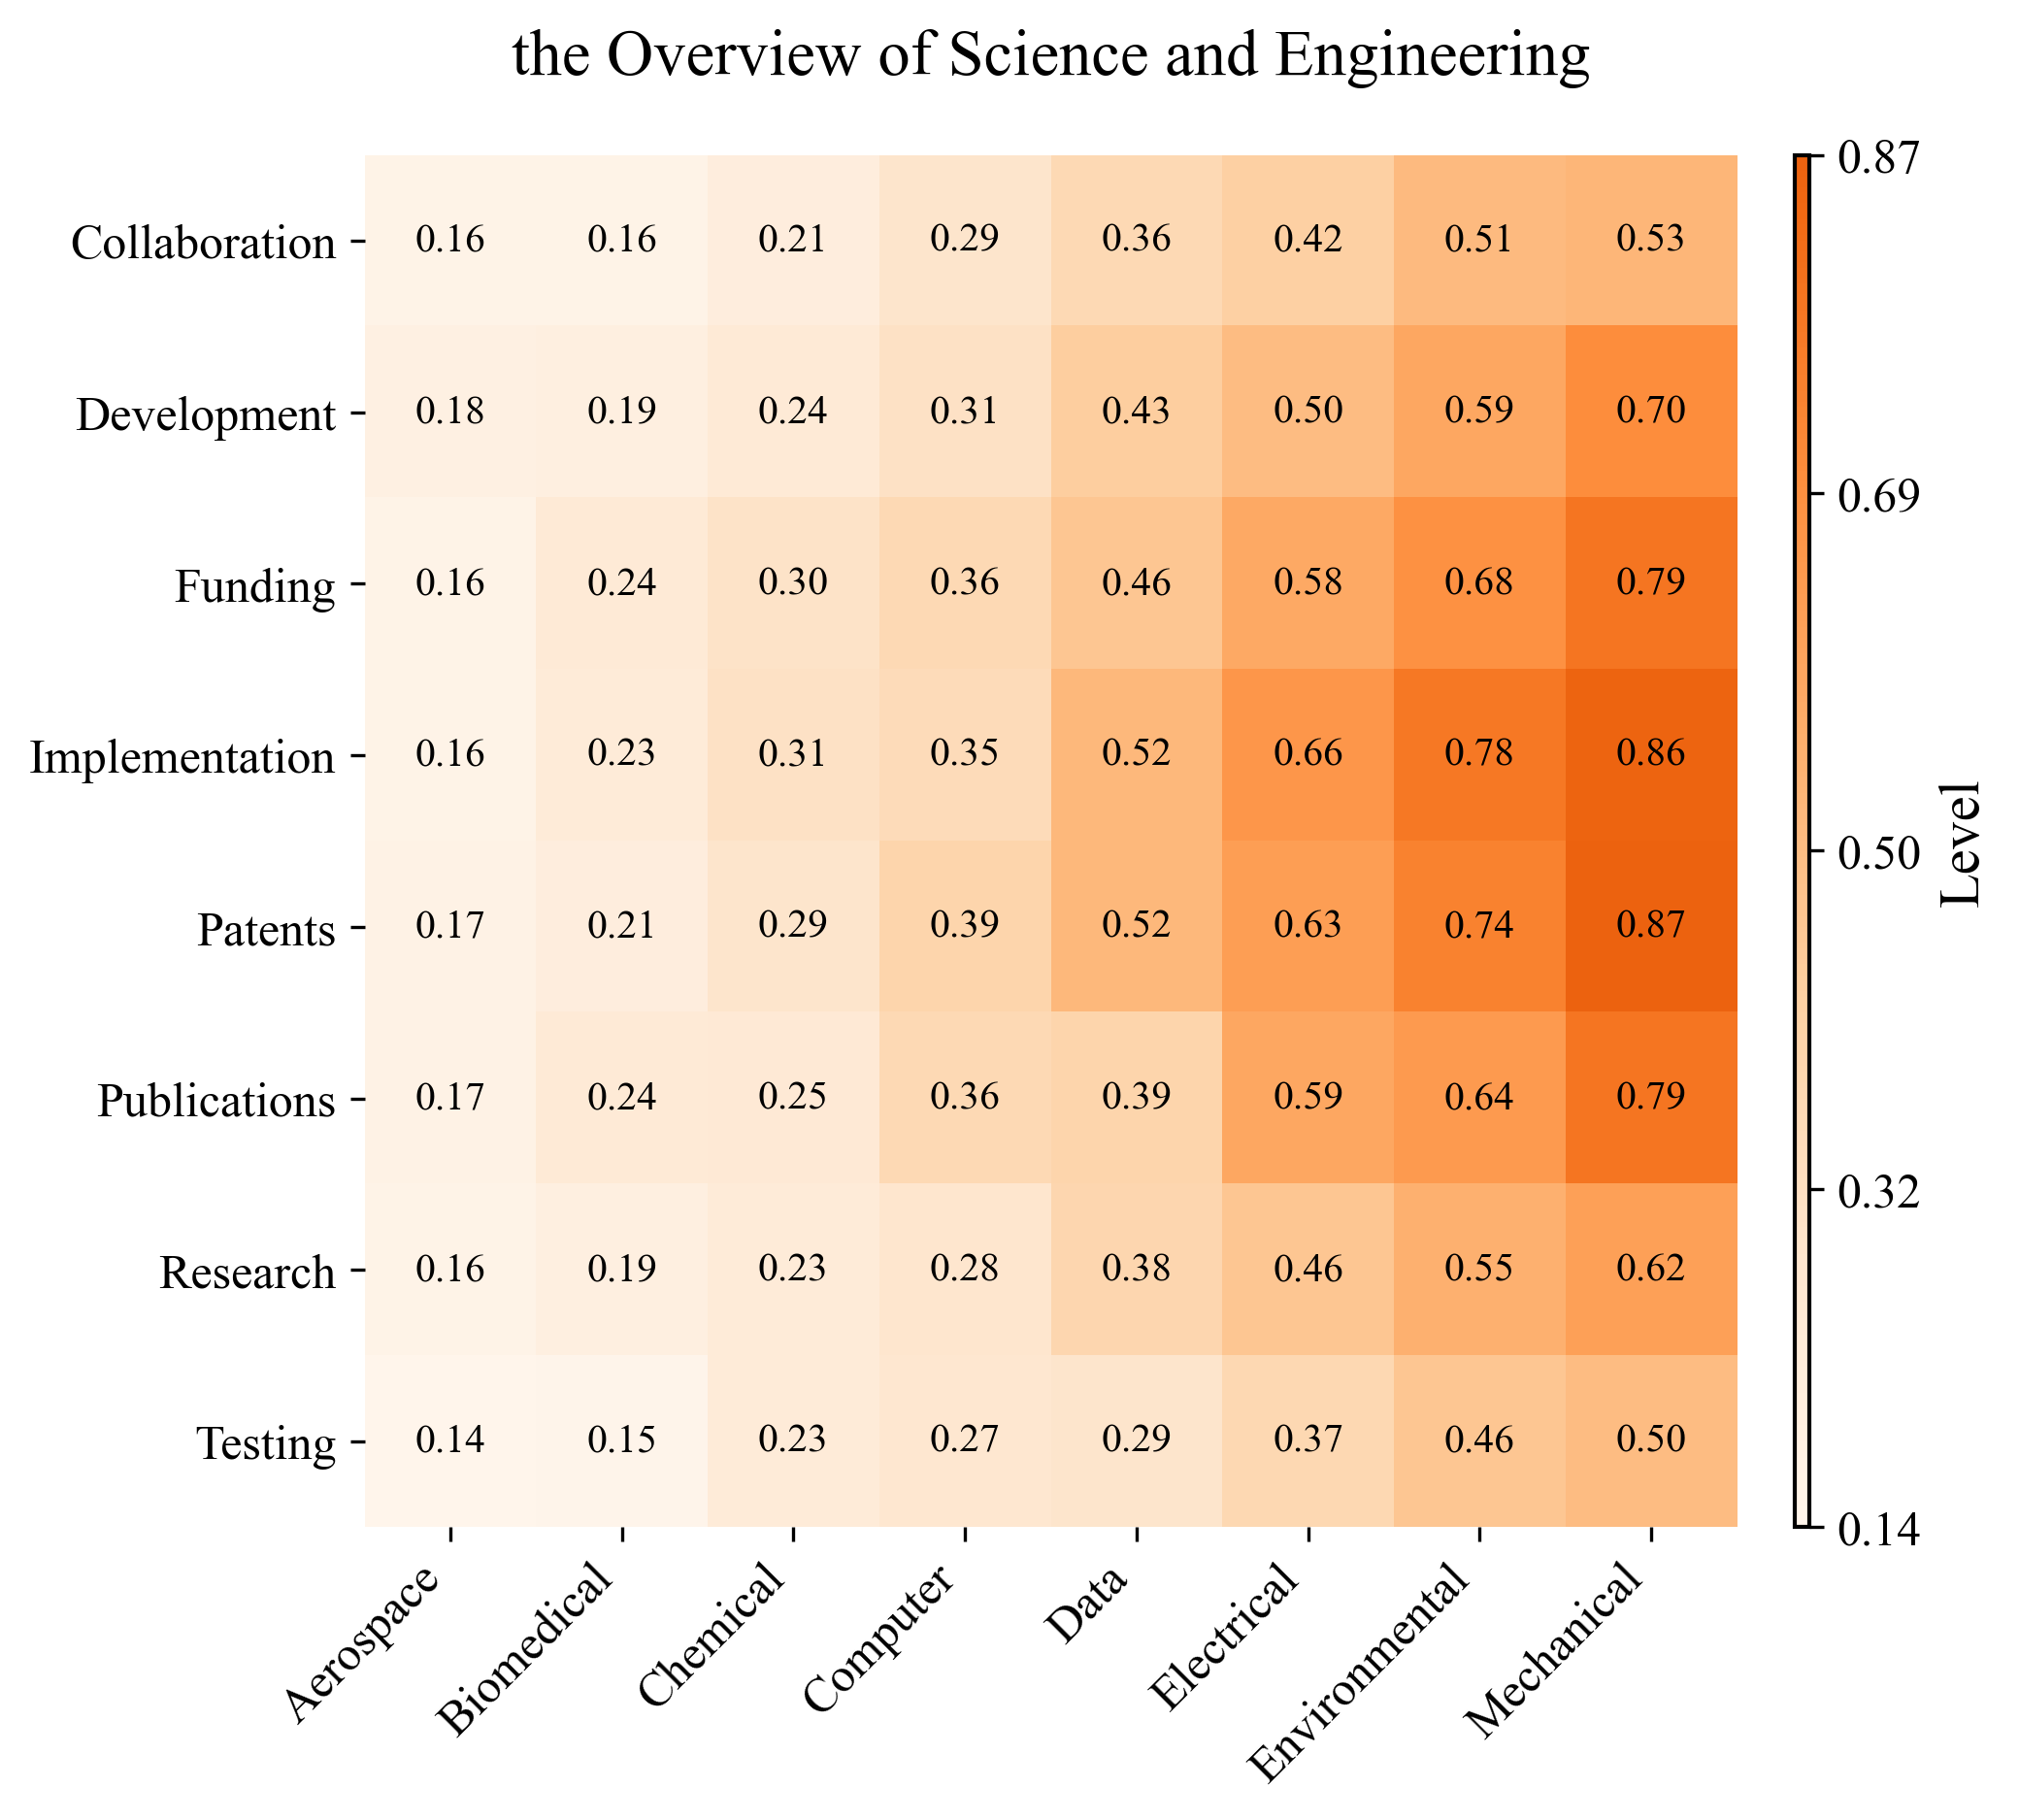 the Overview of Science and Engineering
Collaboration 0.16 0.16 0.21 0.29 0.36 0.42 0.51 0.53
Development 0.18 0.19 0.24 0.31 0.43 0.50 0.59 0.70
Funding 0.16 0.24 0.30 0.36 0.46 0.58 0.68 0.79
Implementation 0.16 0.23 0.31 0.35 0.52 0.66 0.78 0.86
Patents 0.17 0.21 0.29 0.39 0.52 0.63 0.74 0.87
Publications 0.17 0.24 0.25 0.36 0.39 0.59 0.64 0.79
Research 0.16 0.19 0.23 0.28 0.38 0.46 0.55 0.62
Testing 0.14 0.15 0.23 0.27 0.29 0.37 0.46 0.50
Aerospace Biomedical Chemical Computer Data Electrical Environmental Mechanical
0.87
0.69
0.50
0.32
0.14
Level